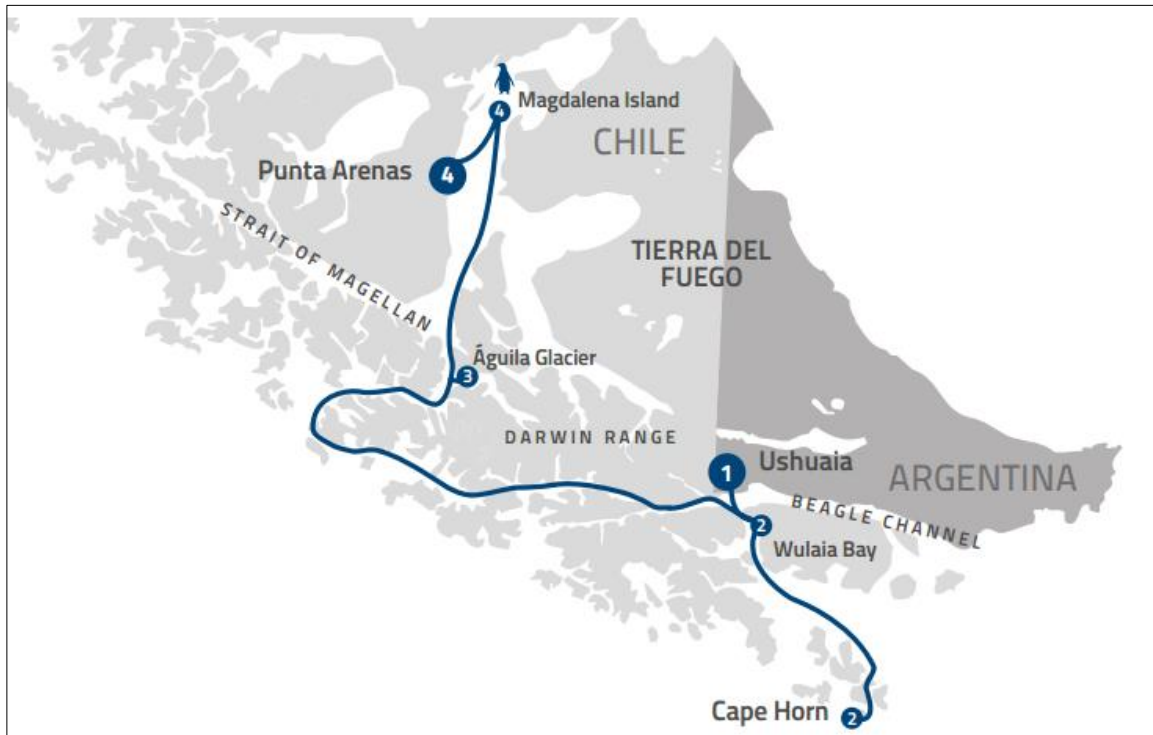 Magdalena Island
4
CHILE
Punta Arenas
4
STRAIT OF MAGELLAN
TIERRA DEL
FUEGO
Águila Glacier
3
DARWIN RANGE
Ushuaia
1
ARGENTINA
BEAGLE CHANNEL
2
Wulaia Bay
Cape Horn
2